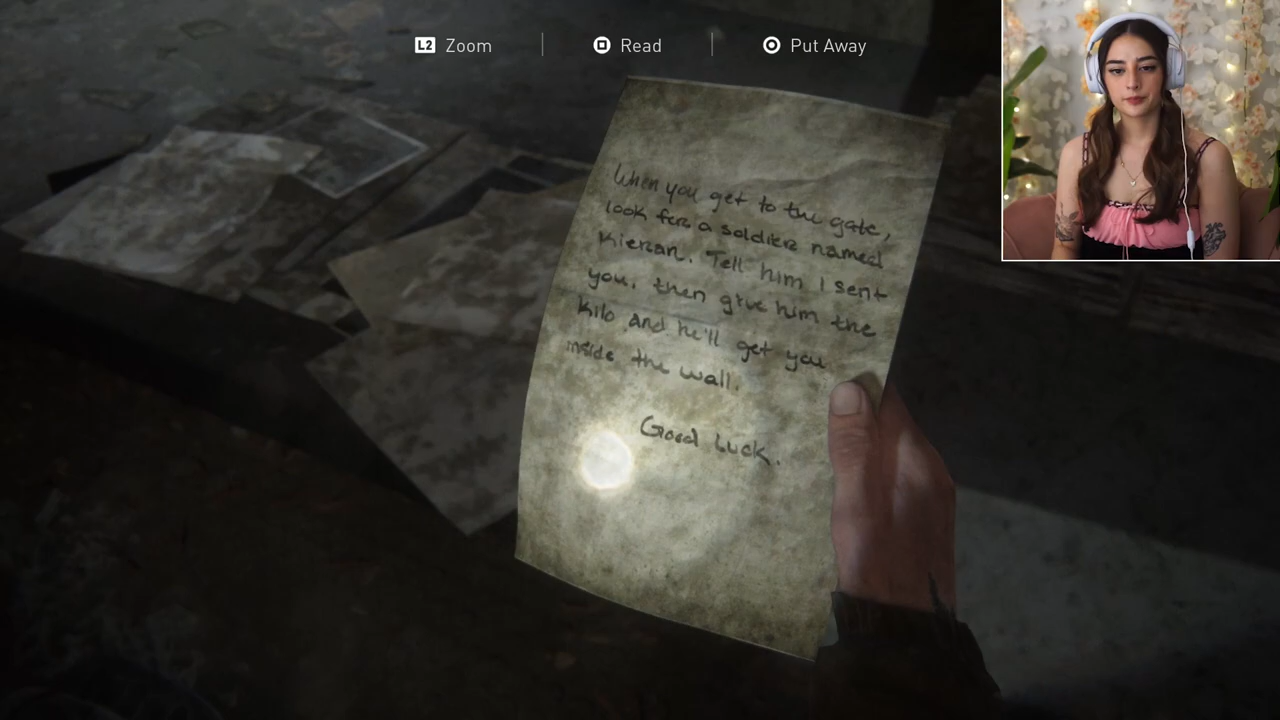 L2 Zoom Read Put Away
When you get to the gate,
look for a soldier named
Kieran. Tell him I sent
you, then give him the
kilo and he'll get you
inside the wall.
Good Luck.